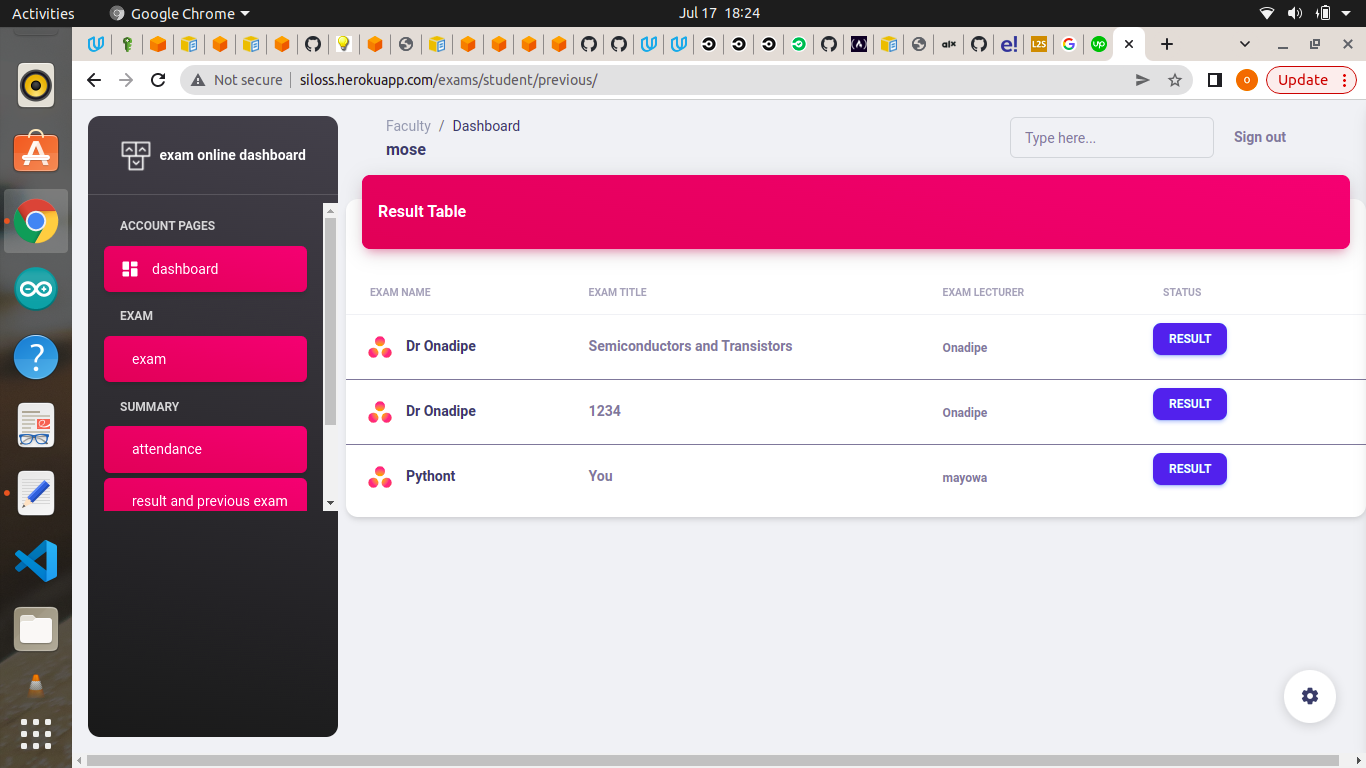 Activities
Google Chrome
Jul 17 18:24
alx
e!
L2S
up
Not secure
siloss.herokuapp.com/exams/student/previous/
o
Update
exam online dashboard
Faculty / Dashboard
mose
Type here...
Sign out
ACCOUNT PAGES
dashboard
EXAM
exam
SUMMARY
attendance
result and previous exam
Result Table
EXAM NAME EXAM TITLE EXAM LECTURER STATUS
Dr Onadipe Semiconductors and Transistors Onadipe RESULT
Dr Onadipe 1234 Onadipe RESULT
Pythont You mayowa RESULT